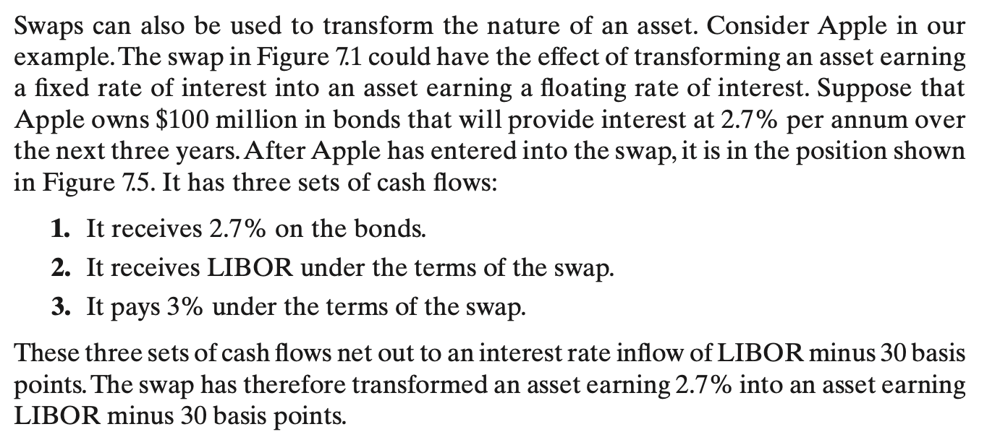 Swaps can also be used to transform the nature of an asset. Consider Apple in our
example. The swap in Figure 7.1 could have the effect of transforming an asset earning
a fixed rate of interest into an asset earning a floating rate of interest. Suppose that
Apple owns $100 million in bonds that will provide interest at 2.7% per annum over
the next three years. After Apple has entered into the swap, it is in the position shown
in Figure 7.5. It has three sets of cash flows:
1. It receives 2.7% on the bonds.
2. It receives LIBOR under the terms of the swap.
3. It pays 3% under the terms of the swap.
These three sets of cash flows net out to an interest rate inflow of LIBOR minus 30 basis
points. The swap has therefore transformed an asset earning 2.7% into an asset earning
LIBOR minus 30 basis points.